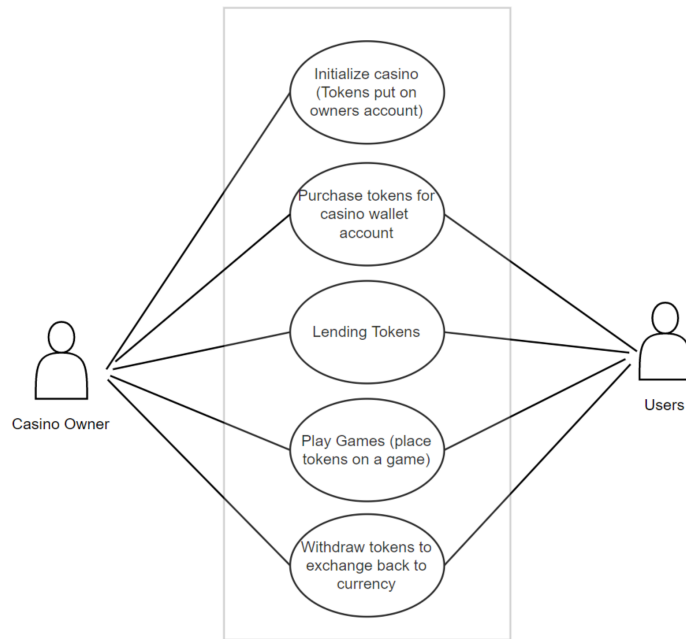 Initialize casino
(Tokens put on
owners account)
Purchase tokens for
casino wallet
account
Lending Tokens
Casino Owner
Users
Play Games (place
tokens on a game)
Withdraw tokens to
exchange back to
currency